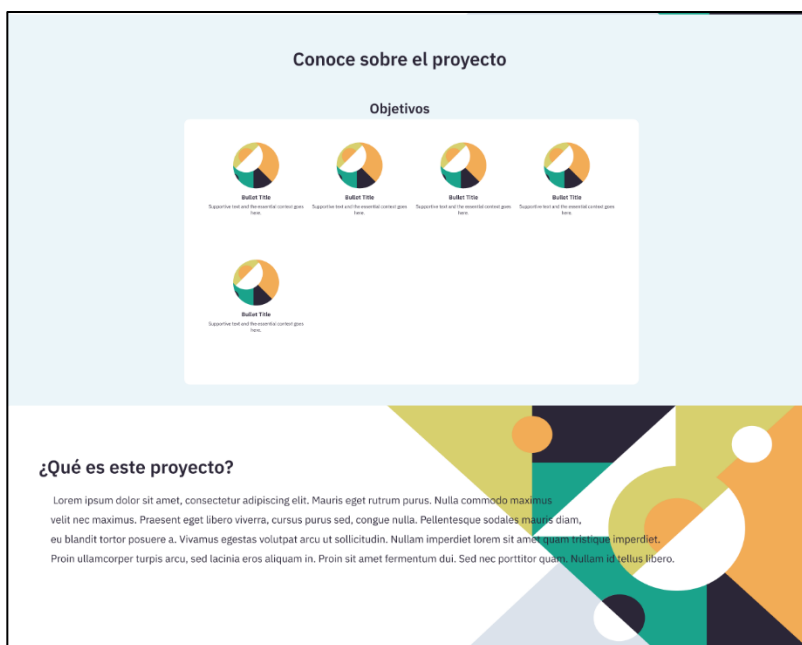 Conoce sobre el proyecto
Objetivos
Bullet Title
Supportive text and the essential context goes
here.
Bullet Title
Supportive text and the essential context goes
here.
Bullet Title
Supportive text and the essential context goes
here.
Bullet Title
Supportive text and the essential context goes
here.
Bullet Title
Supportive text and the essential context goes
here.
¿Qué es este proyecto?
Lorem ipsum dolor sit amet, consectetur adipiscing elit. Mauris eget rutrum purus. Nulla commodo maximus
velit nec maximus. Praesent eget libero viverra, cursus purus sed, congue nulla. Pellentesque sodales mauris diam,
eu blandit tortor posuere a. Vivamus egestas volutpat arcu ut sollicitudin. Nullam imperdiet lorem sit amet quam tristique imperdiet.
Proin ullamcorper turpis arcu, sed lacinia eros aliquam in. Proin sit amet fermentum dui. Sed nec porttitor quam. Nullam id tellus libero.